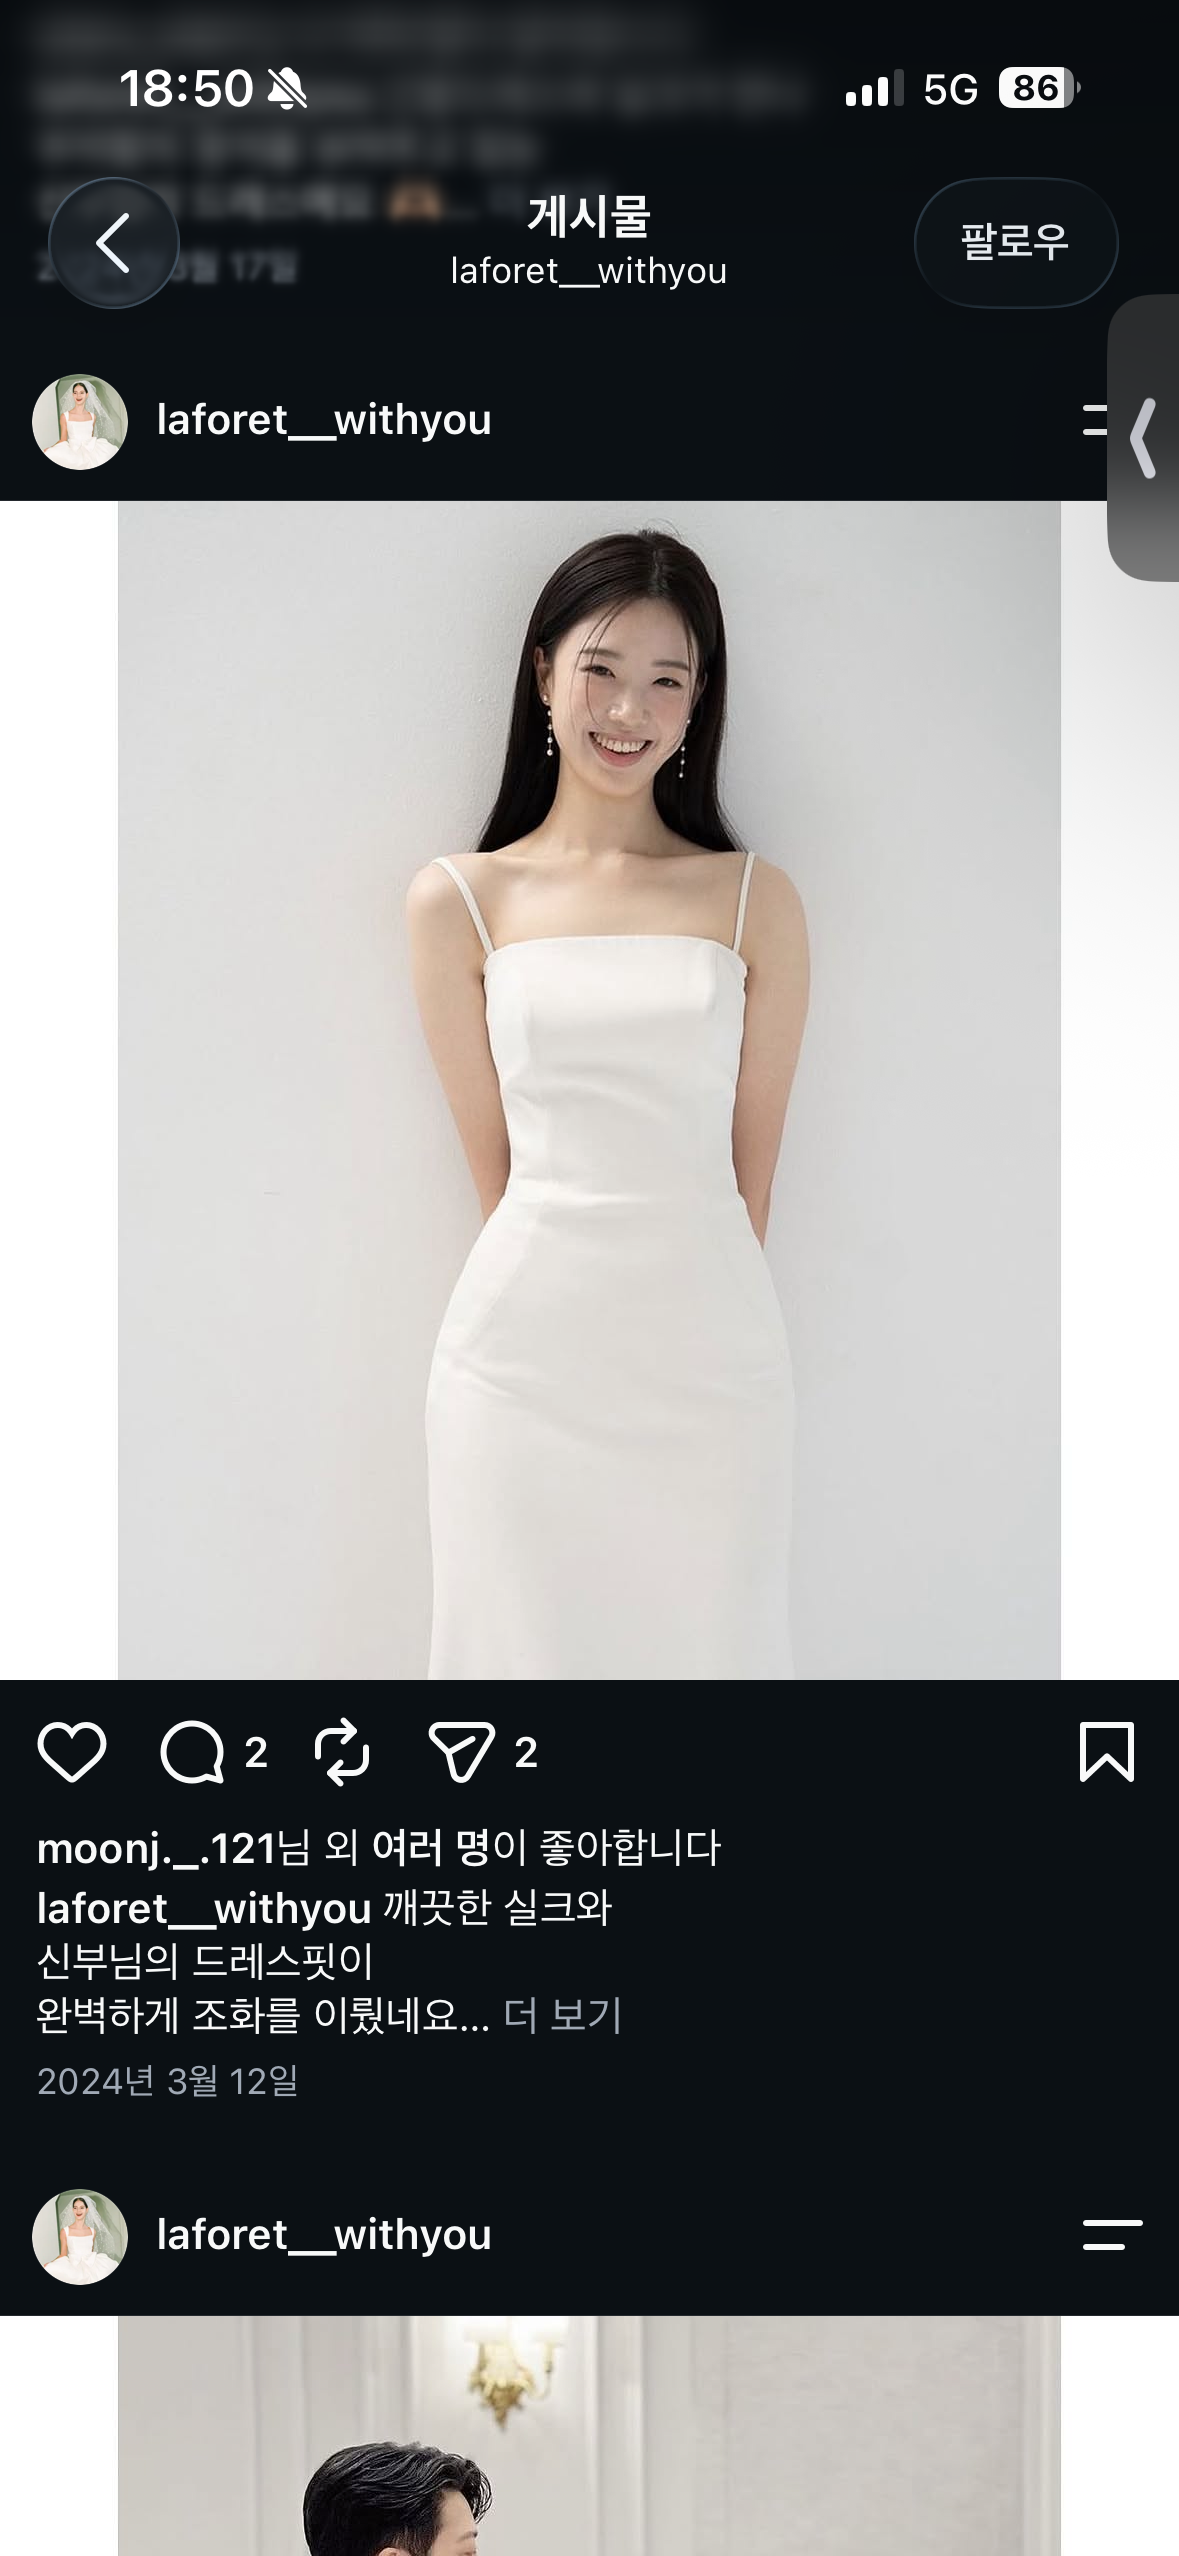 18:50
5G 86
게시물
laforet__withyou
팔로우
17일
laforet__withyou
2
2
moonj._.121님 외 여러 명이 좋아합니다
laforet__withyou 깨끗한 실크와
신부님의 드레스핏이
완벽하게 조화를 이뤘네요... 더 보기
2024년 3월 12일
laforet__withyou